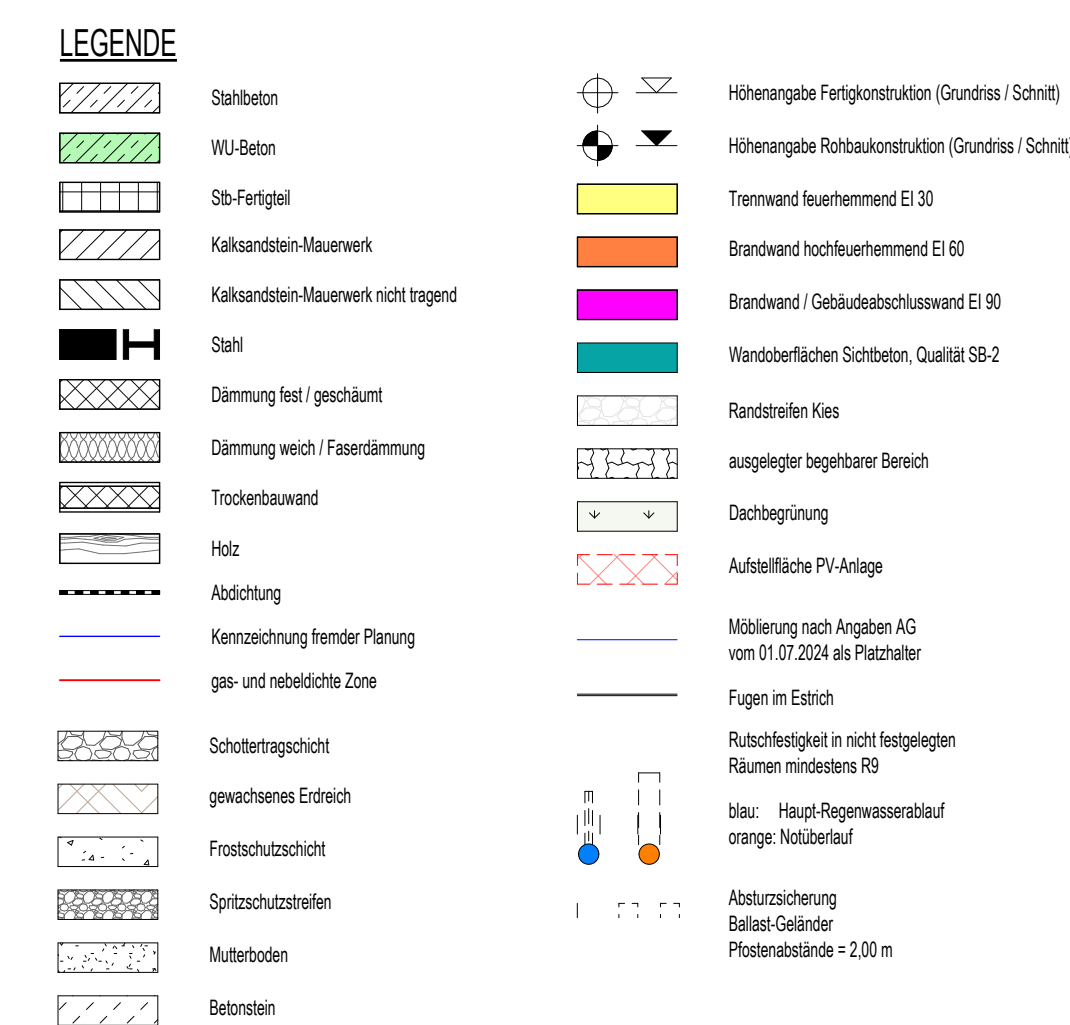 LEGENDE
Stahlbeton
WU-Beton
Stb-Fertigteil
Kalksandstein-Mauerwerk
Kalksandstein-Mauerwerk nicht tragend
Stahl
Dämmung fest / geschäumt
Dämmung weich / Faserdämmung
Trockenbauwand
Holz
Abdichtung
Kennzeichnung fremder Planung
gas- und nebeldichte Zone
Schottertragschicht
gewachsenes Erdreich
Frostschutzschicht
Spritzschutzstreifen
Mutterboden
Betonstein
Höhenangabe Fertigkonstruktion (Grundriss / Schnitt)
Höhenangabe Rohbaukonstruktion (Grundriss / Schnitt)
Trennwand feuerhemmend EI 30
Brandwand hochfeuerhemmend EI 60
Brandwand / Gebäudeabschlusswand EI 90
Wandoberflächen Sichtbeton, Qualität SB-2
Randstreifen Kies
ausgelegter begehbarer Bereich
Dachbegrünung
Aufstellfläche PV-Anlage
Möblierung nach Angaben AG
vom 01.07.2024 als Platzhalter
Fugen im Estrich
Rutschfestigkeit in nicht festgelegten
Räumen mindestens R9
blau: Haupt-Regenwasserablauf
orange: Notüberlauf
Absturzsicherung
Ballast-Geländer
Pfostenabstände = 2,00 m